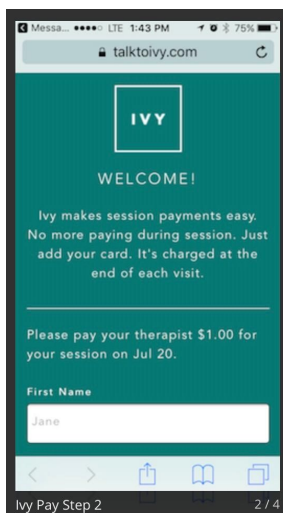 Messa... LTE 1:43 PM 75%
talktoivy.com
IVY
WELCOME!
Ivy makes session payments easy.
No more paying during session. Just
add your card. It's charged at the
end of each visit.
Please pay your therapist $1.00 for
your session on Jul 20.
First Name
Jane
Ivy Pay Step 2
2 / 4